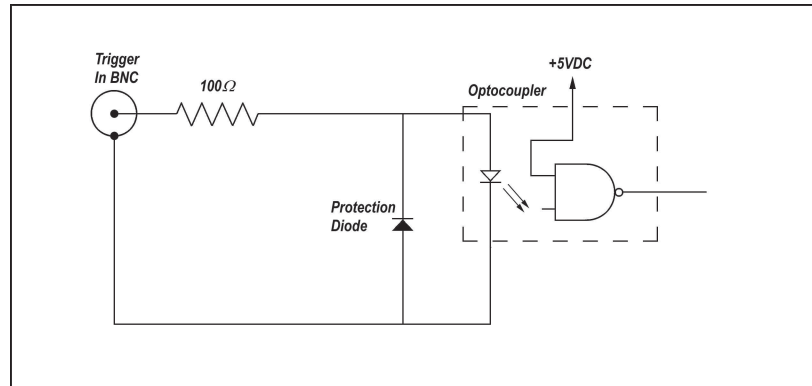 Trigger
In BNC
100Ω
+5VDC
Optocoupler
Protection
Diode